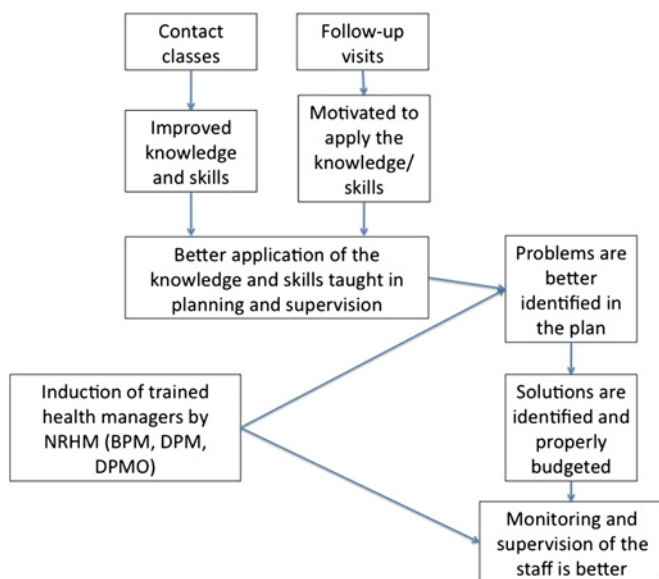 Contact
classes
Follow-up
visits
Improved
knowledge
and skills
Motivated to
apply the
knowledge/
skills
Better application of the
knowledge and skills taught in
planning and supervision
Problems are
better
identified in
the plan
Induction of trained
health managers by
NRHM (BPM, DPM,
DPMO)
Solutions are
identified and
properly
budgeted
Monitoring and
supervision of the
staff is better